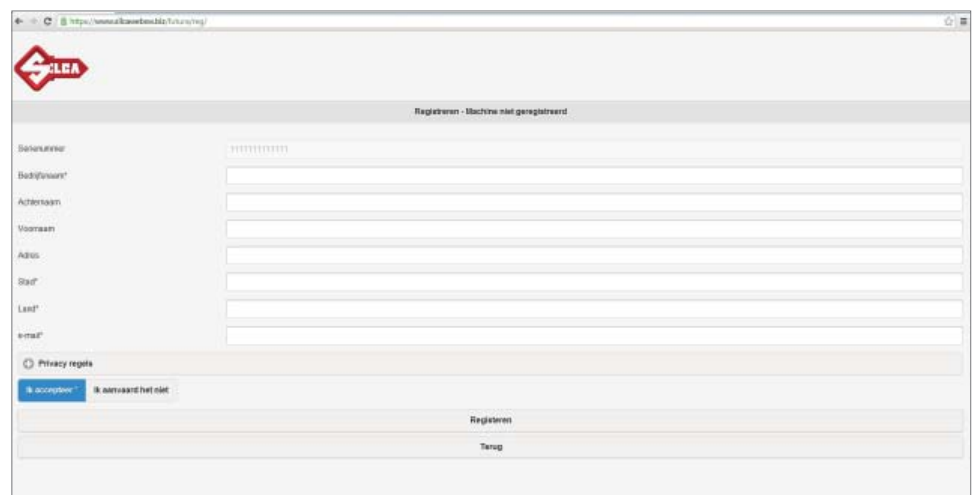 SILCA
Registreren - Machine niet geregistreerd
Serienummer
Bedrijfsnaam*
Achternaam
Voornaam
Adres
Stad*
Land*
e-mail*
Privacy regels
Ik accepteer * Ik aanvaard het niet
Registeren
Terug